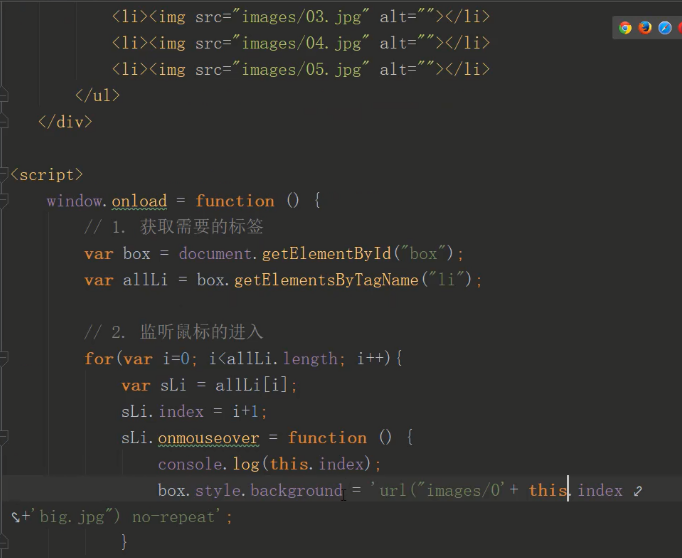 <li><img src="images/03.jpg" alt=""></li>
<li><img src="images/04.jpg" alt=""></li>
<li><img src="images/05.jpg" alt=""></li>
</ul>
</div>
<script>
window.onload = function () {
// 1. 获取需要的标签
var box = document.getElementById("box");
var allLi = box.getElementsByTagName("li");
// 2. 监听鼠标的进入
for(var i=0; i<allLi.length; i++){
var sLi = allLi[i];
sLi.index = i+1;
sLi.onmouseover = function () {
console.log(this.index);
box.style.background = 'url("images/0'+ this.index
+'big.jpg") no-repeat';
}